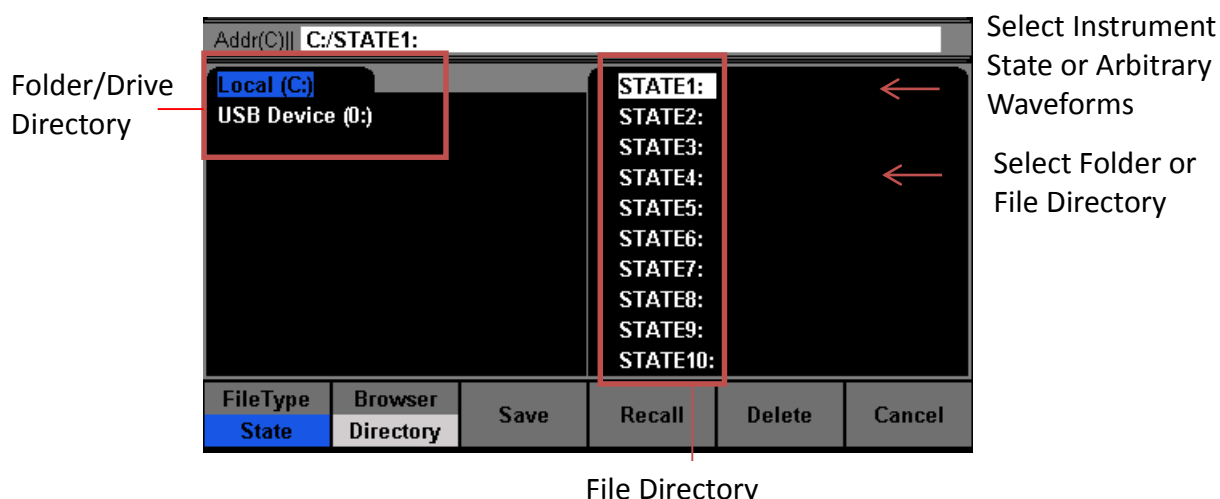 Addr(C)|| C:/STATE1:
Folder/Drive
Directory
Local (C:)
USB Device (0:)
STATE1:
STATE2:
STATE3:
STATE4:
STATE5:
STATE6:
STATE7:
STATE8:
STATE9:
STATE10:
Select Instrument
State or Arbitrary
Waveforms
Select Folder or
File Directory
FileType
State
Browser
Directory
Save
Recall
Delete
Cancel
File Directory